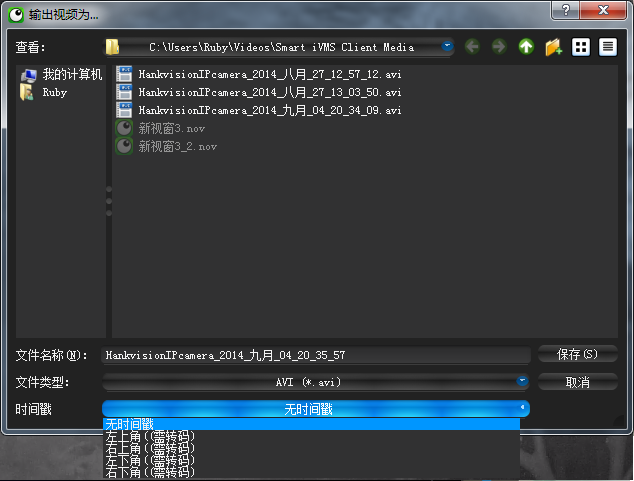 输出视频为...
查看:
C:\Users\Ruby\Videos\Smart iVMS Client Media
我的计算机
Ruby
HankvisionIPcamera_2014_八月_27_12_57_12.avi
HankvisionIPcamera_2014_八月_27_13_03_50.avi
HankvisionIPcamera_2014_九月_04_20_34_09.avi
新视窗3.nov
新视窗3_2.nov
文件名称(N): HankvisionIPcamera_2014_九月_04_20_35_57 保存(S)
文件类型: AVI (*.avi) 取消
时间戳 无时间戳
无时间戳
左上角((需转码)
右上角((需转码)
左下角((需转码)
右下角((需转码)